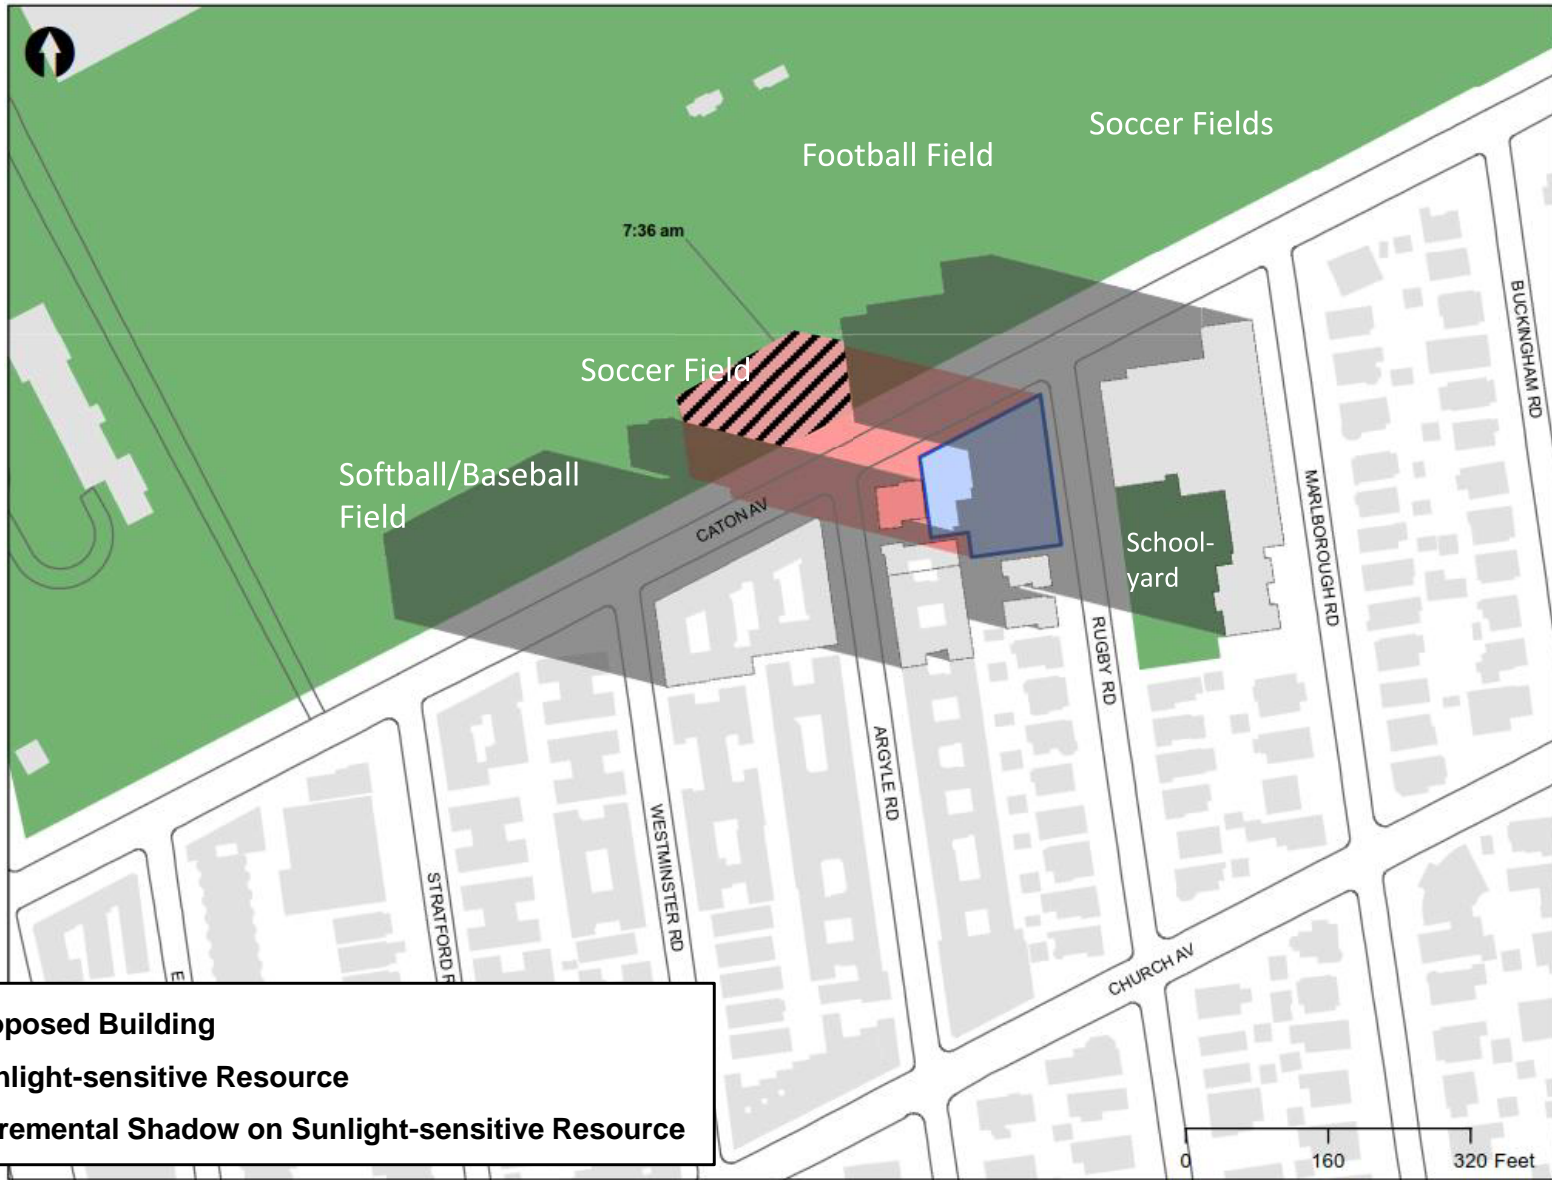 Soccer Fields
Football Field
7:36 am
Soccer Field
Softball/Baseball
Field
CATON AV
School-
yard
BUCKINGHAM RD
MARLBOROUGH RD
RUGBY RD
ARGYLE RD
WESTMINSTER RD
STRATFORD R
E
CHURCH AV
oposed Building
nlight-sensitive Resource
remental Shadow on Sunlight-sensitive Resource
0 160 320 Feet